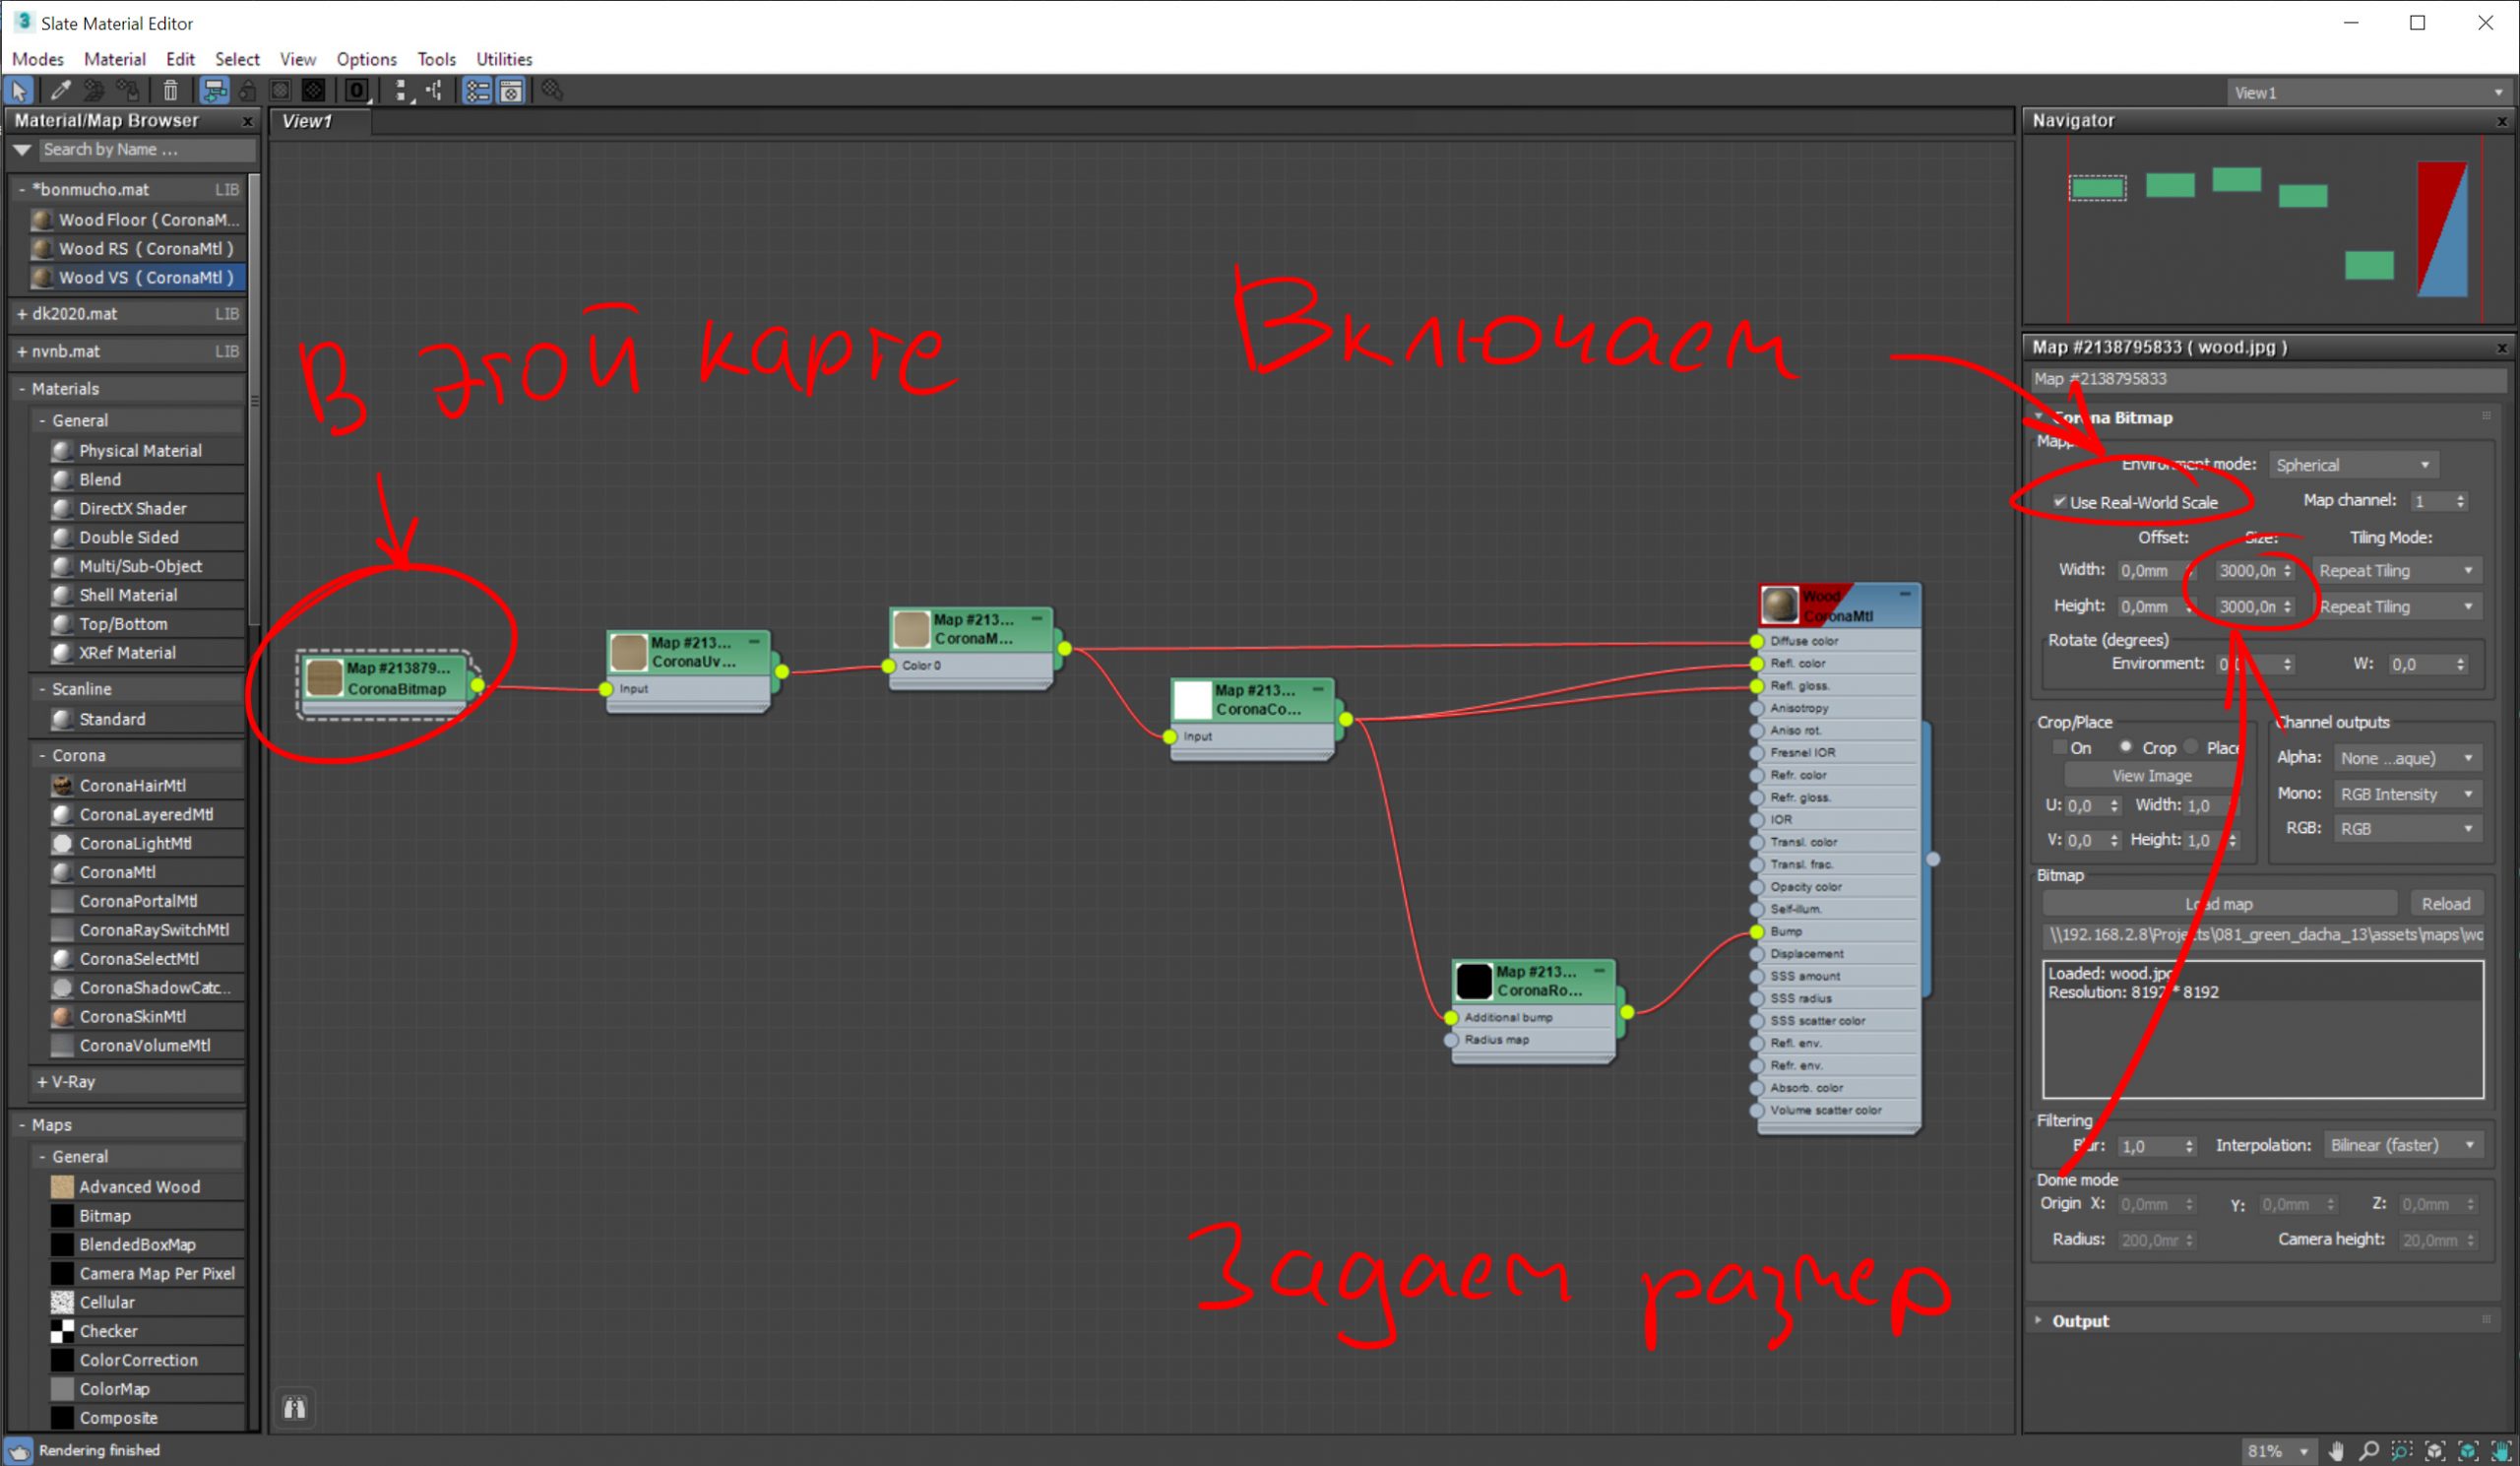 Slate Material Editor
Modes Material Edit Select View Options Tools Utilities
View1
Material/Map Browser x
Search by Name ...
- *bonmucho.mat LIB
Wood Floor ( CoronaM...
Wood RS ( CoronaMtl )
Wood VS ( CoronaMtl )
+ dk2020.mat LIB
+ nvnb.mat LIB
- Materials
- General
Physical Material
Blend
DirectX Shader
Double Sided
Multi/Sub-Object
Shell Material
Top/Bottom
XRef Material
- Scanline
Standard
- Corona
CoronaHairMtl
CoronaLayeredMtl
CoronaLightMtl
CoronaMtl
CoronaPortalMtl
CoronaRaySwitchMtl
CoronaSelectMtl
CoronaShadowCatc...
CoronaSkinMtl
CoronaVolumeMtl
+ V-Ray
- Maps
- General
Advanced Wood
Bitmap
BlendedBoxMap
Camera Map Per Pixel
Cellular
Checker
ColorCorrection
ColorMap
Composite
Rendering finished
View1
В этой карте
Включаем
Задаем размер
Map #213879...
CoronaBitmap
Map #213...
CoronaUv...
Input
Map #213...
CoronaM...
Color 0
Map #213...
CoronaCo...
Input
Map #213...
CoronaRo...
Additional bump
Radius map
Wood
CoronaMtl
Diffuse color
Refl. color
Refl. gloss.
Anisotropy
Aniso rot.
Fresnel IOR
Refr. color
Refr. gloss.
IOR
Transl. color
Transl. frac.
Opacity color
Self-illum.
Bump
Displacement
SSS amount
SSS radius
SSS scatter color
Refl. env.
Refr. env.
Absorb. color
Volume scatter color
Navigator x
Map #2138795833 ( wood.jpg ) x
Map #2138795833
Corona Bitmap
Environment mode: Spherical
Use Real-World Scale Map channel: 1
Offset: Size: Tiling Mode:
Width: 0,0mm 3000,0n Repeat Tiling
Height: 0,0mm 3000,0n Repeat Tiling
Rotate (degrees)
Environment: W: 0,0
Crop/Place
On Crop Place
View Image
U: 0,0 Width: 1,0
V: 0,0 Height: 1,0
Channel outputs
Alpha: None ...aque)
Mono: RGB Intensity
RGB: RGB
Bitmap
Load map Reload
\\192.168.2.8\Projects\081_green_dacha_13\assets\maps\wo
Loaded: wood.jpg
Resolution: 8192 * 8192
Filtering
Blur: 1,0 Interpolation: Bilinear (faster)
Dome mode
Origin X: 0,0mm Y: 0,0mm Z: 0,0mm
Radius: 200,0mr Camera height: 20,0mm
Output
81%